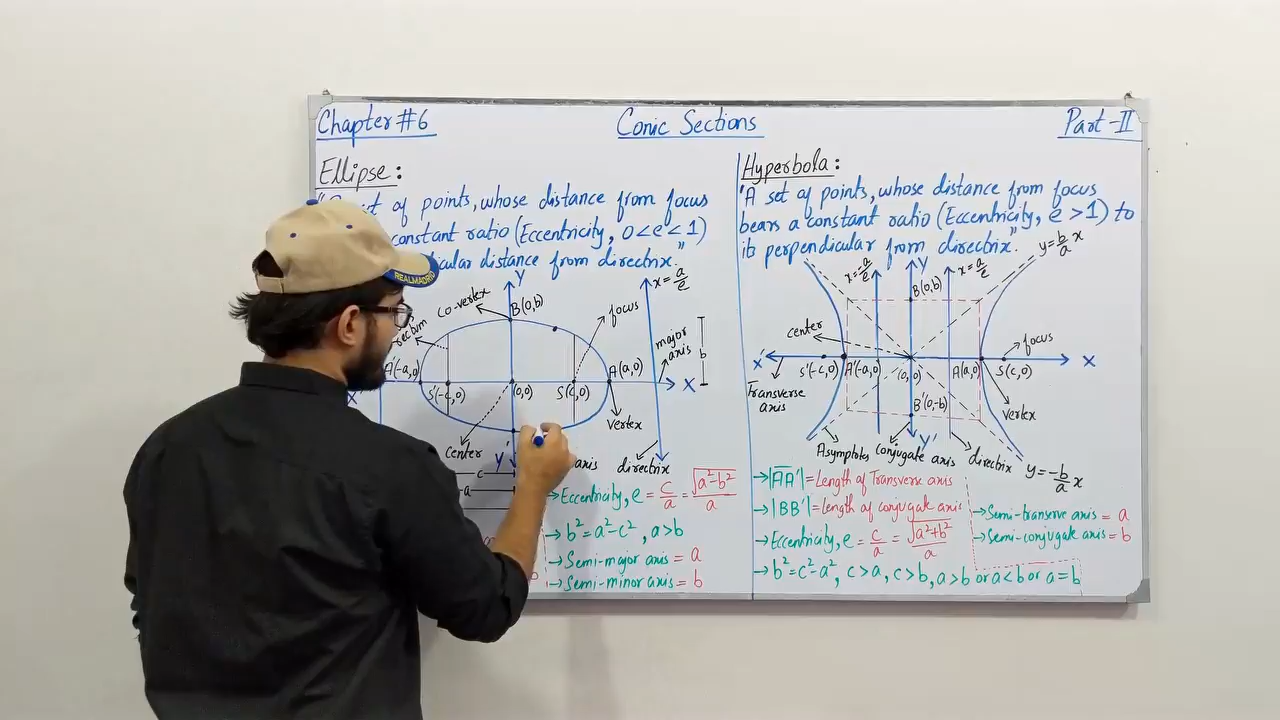 Chapter #6
Conic Sections
Part-II
Ellipse:
set of points, whose distance from focus
constant ratio (Eccentricity, 0<e<1)
distance from directrix."
Y
x=a/e
co-vertex
B(0,b)
focus
major
axis
b
A'(-a,0)
S'(-c,0)
(0,0)
S(c,0)
A(a,0)
X
vertex
center
Y'
axis
directrix
c
a
→Eccentricity, e = c/a = √(a²-b²)/a
→b²=a²-c², a>b
→Semi-major axis = a
→Semi-minor axis = b
REALMADRID
Hyperbola:
"A set of points, whose distance from focus
bears a constant ratio (Eccentricity, e>1) to
its perpendicular from directrix".
y=b/a x
x=a/e
Y
x=a/e
B(0,b)
center
focus
X'
S'(-c,0)
A'(-a,0)
(0,0)
A(a,0)
S(c,0)
X
Transverse
axis
B'(0,-b)
vertex
Y'
Asymptotes
conjugate axis
directrix
y=-b/a x
→|AA'|=Length of Transverse axis
→|BB'|=Length of conjugate axis
→Semi-transverse axis = a
→Semi-conjugate axis = b
→Eccentricity, e = c/a = √(a²+b²)/a
→b²=c²-a², c>a, c>b, a>b or a<b or a=b